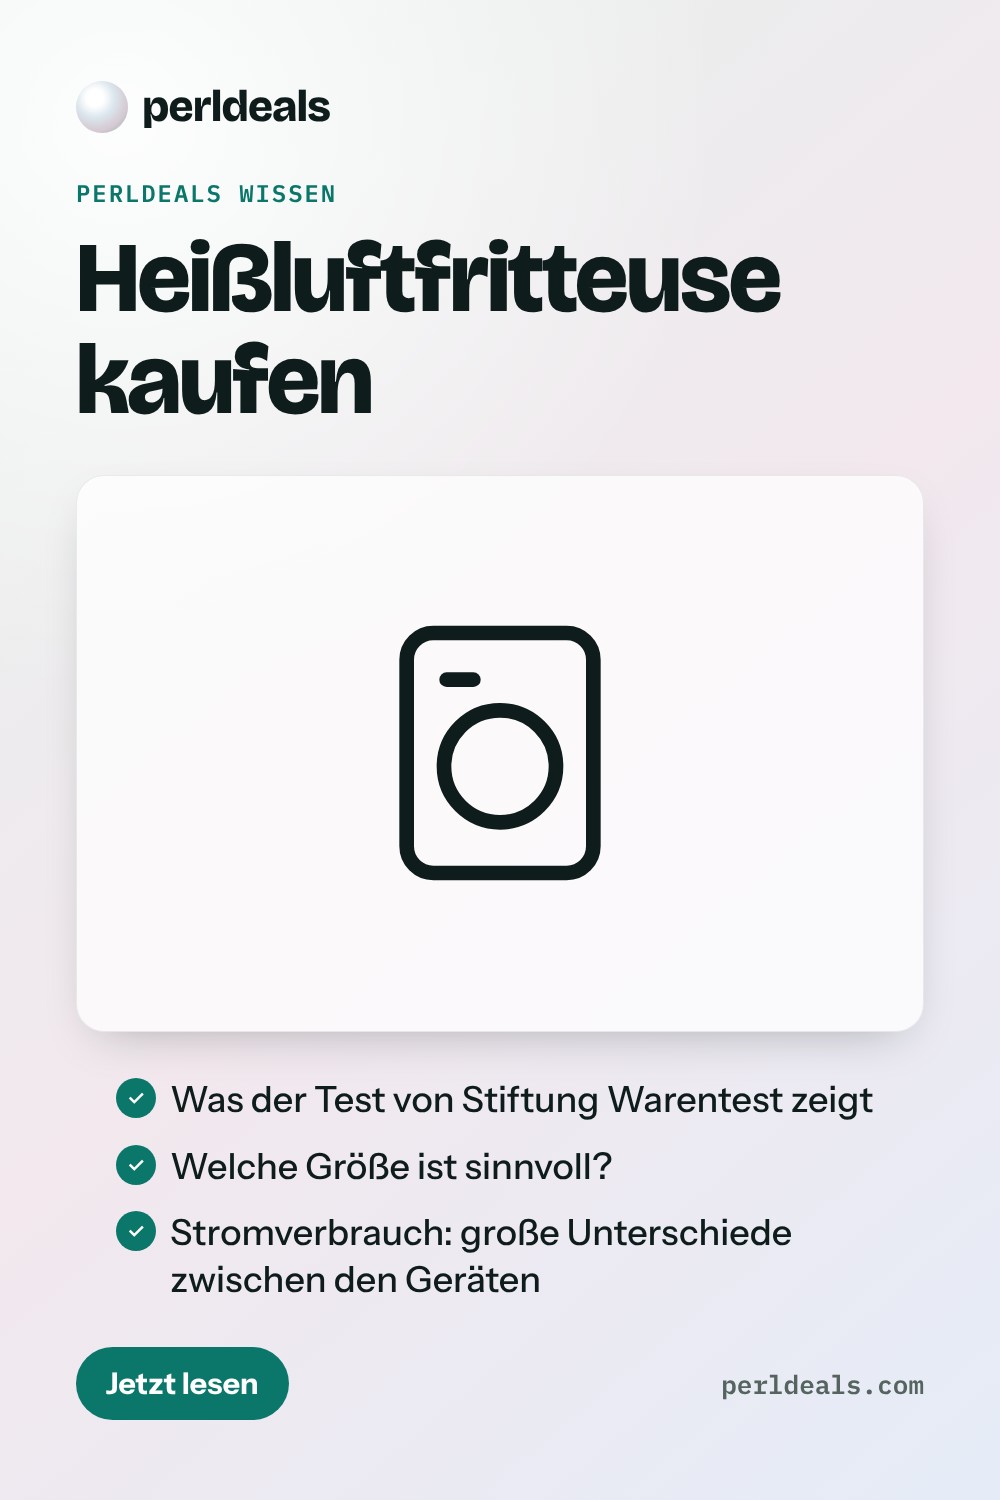 perldeals
PERLDEALS WISSEN
Heißluftfritteuse
kaufen
Was der Test von Stiftung Warentest zeigt
Welche Größe ist sinnvoll?
Stromverbrauch: große Unterschiede
zwischen den Geräten
Jetzt lesen
perldeals.com